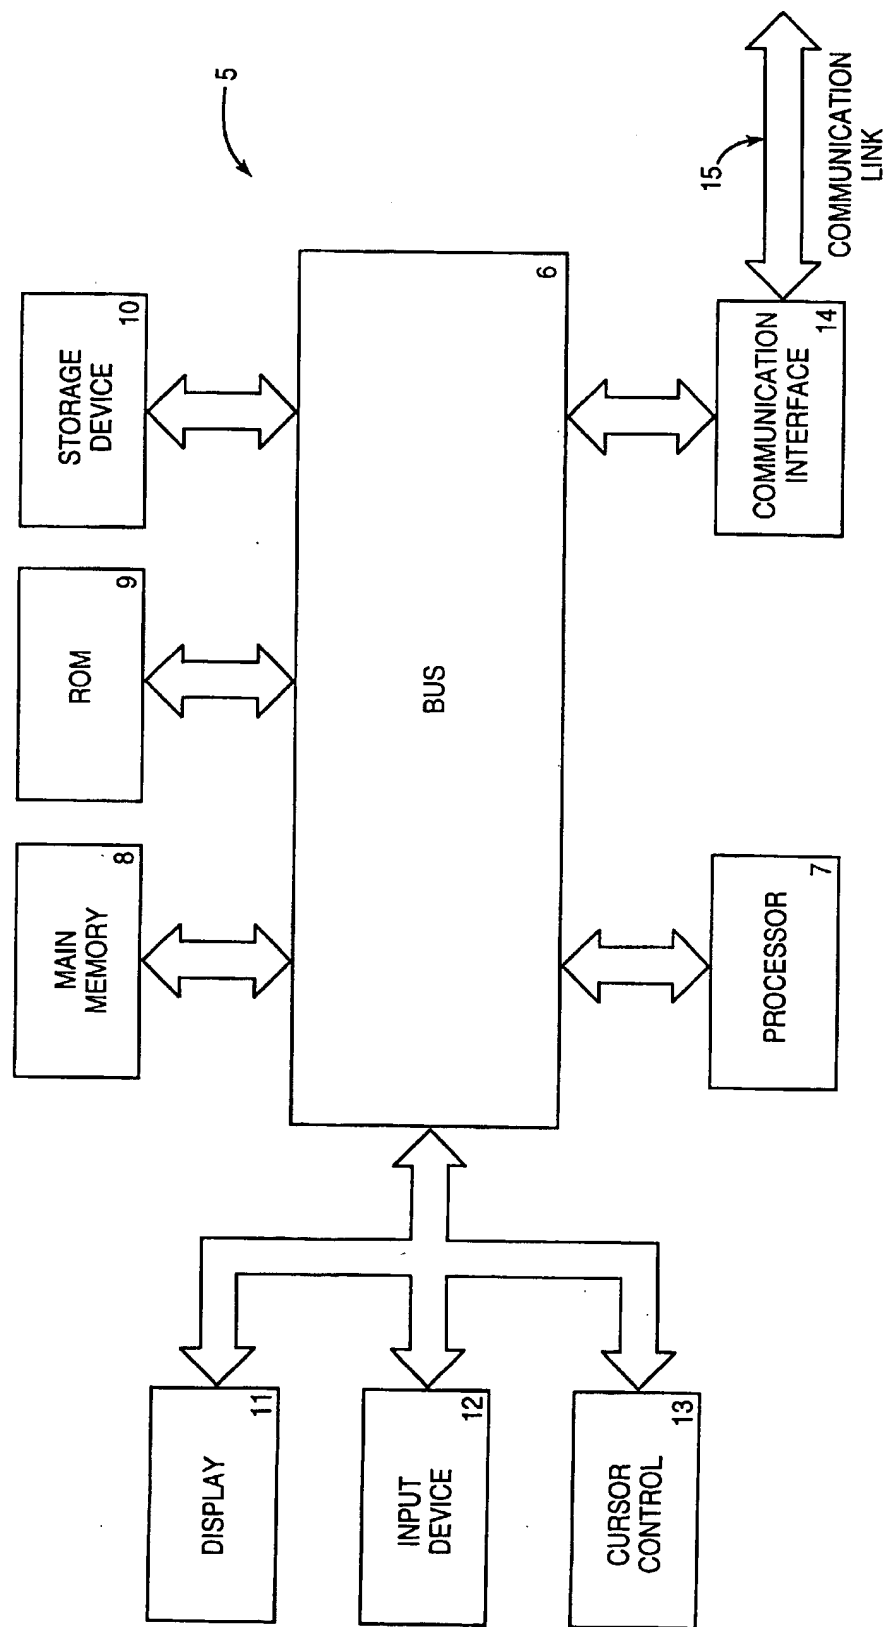 5
MAIN
MEMORY
8
ROM
9
STORAGE
DEVICE
10
DISPLAY
11
INPUT
DEVICE
12
CURSOR
CONTROL
13
BUS
6
PROCESSOR
7
COMMUNICATION
INTERFACE
14
15
COMMUNICATION
LINK